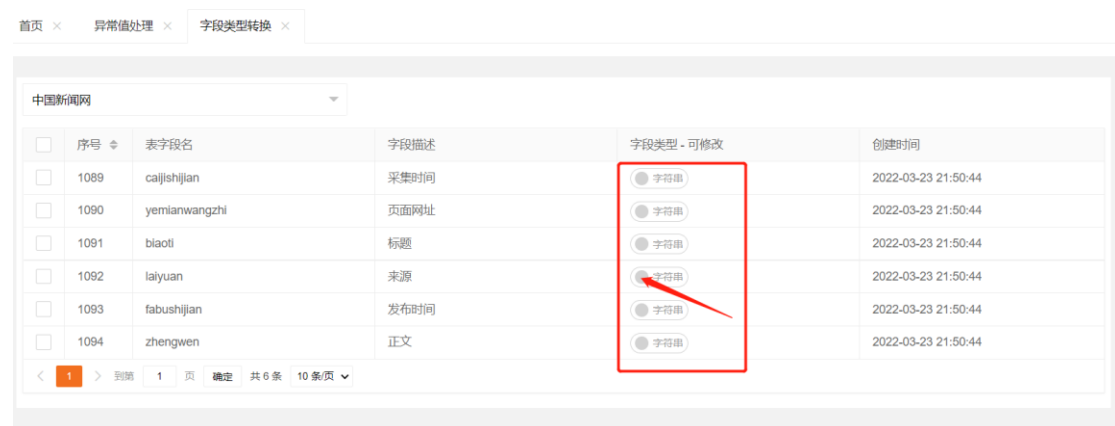 首页 × 异常值处理 × 字段类型转换 ×
中国新闻网
序号 表字段名 字段描述 字段类型 - 可修改 创建时间
1089 caijishijian 采集时间 字符串 2022-03-23 21:50:44
1090 yemianwangzhi 页面网址 字符串 2022-03-23 21:50:44
1091 biaoti 标题 字符串 2022-03-23 21:50:44
1092 laiyuan 来源 字符串 2022-03-23 21:50:44
1093 fabushijian 发布时间 字符串 2022-03-23 21:50:44
1094 zhengwen 正文 字符串 2022-03-23 21:50:44
< 1 > 到第 1 页 确定 共 6 条 10 条/页